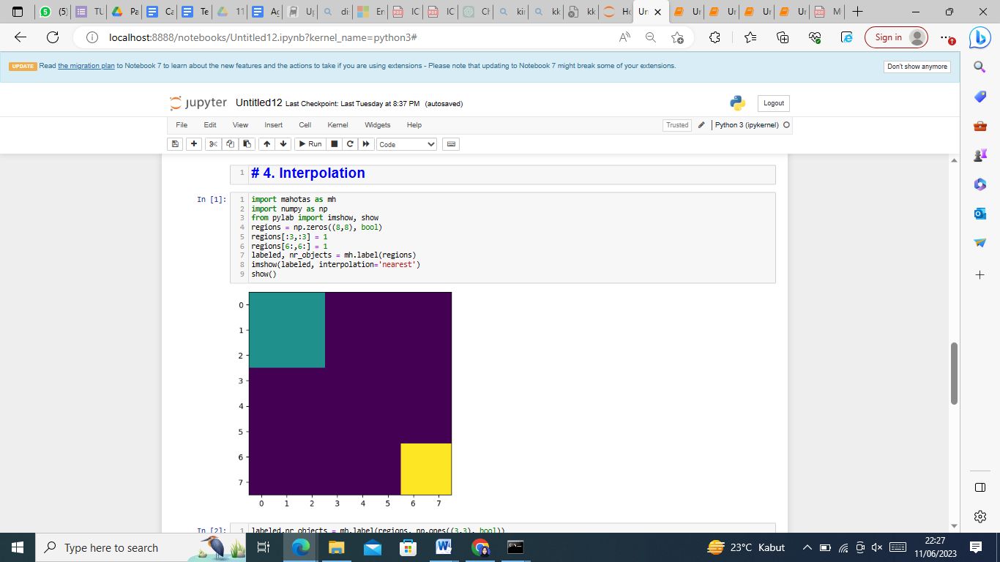 (5)
TU
Pa
Ca
Te
11
Ag
Up
di
En
IC
IC
Cl
kir
kk
kk
Ho
Un
Ur
Ur
Ur
Ur
M
localhost:8888/notebooks/Untitled12.ipynb?kernel_name=python3#
Sign in
UPDATE Read the migration plan to Notebook 7 to learn about the new features and the actions to take if you are using extensions - Please note that updating to Notebook 7 might break some of your extensions.
Don't show anymore
jupyter Untitled12 Last Checkpoint: Last Tuesday at 8:37 PM (autosaved)
Logout
File Edit View Insert Cell Kernel Widgets Help
Trusted Python 3 (ipykernel)
Run Code
1 # 4. Interpolation
In [1]:
1 import mahotas as mh
2 import numpy as np
3 from pylab import imshow, show
4 regions = np.zeros((8,8), bool)
5 regions[:3,:3] = 1
6 regions[6:,6:] = 1
7 labeled, nr_objects = mh.label(regions)
8 imshow(labeled, interpolation='nearest')
9 show()
0
1
2
3
4
5
6
7
0 1 2 3 4 5 6 7
In [2]: 1 labeled,nr_objects = mh.label(regions, np.ones((3,3), bool))
Type here to search
23°C Kabut
22:27
11/06/2023